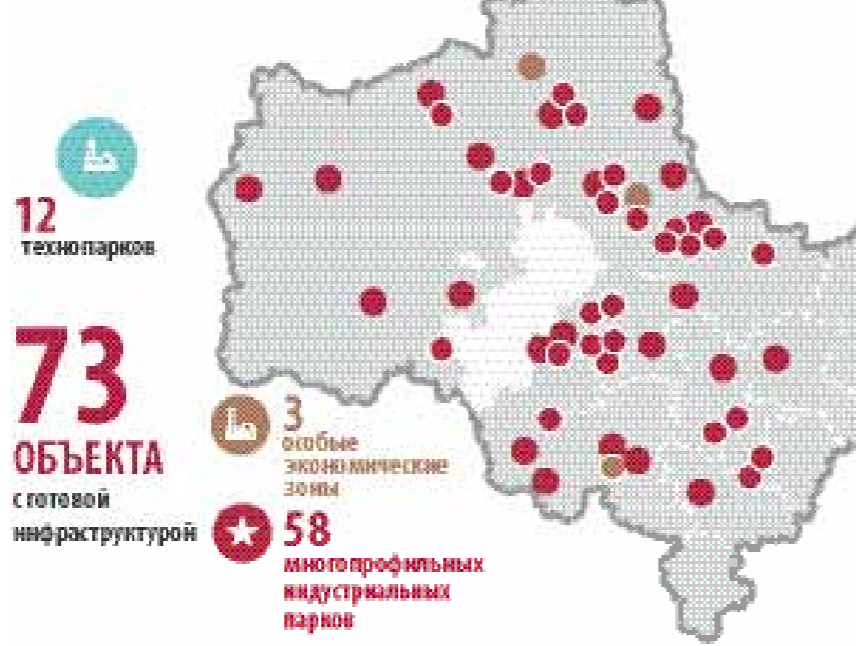 12
технопарков
73
ОБЪЕКТА
с готовой
инфраструктурой
3
особые
экономические
зоны
58
многопрофильных
индустриальных
парков